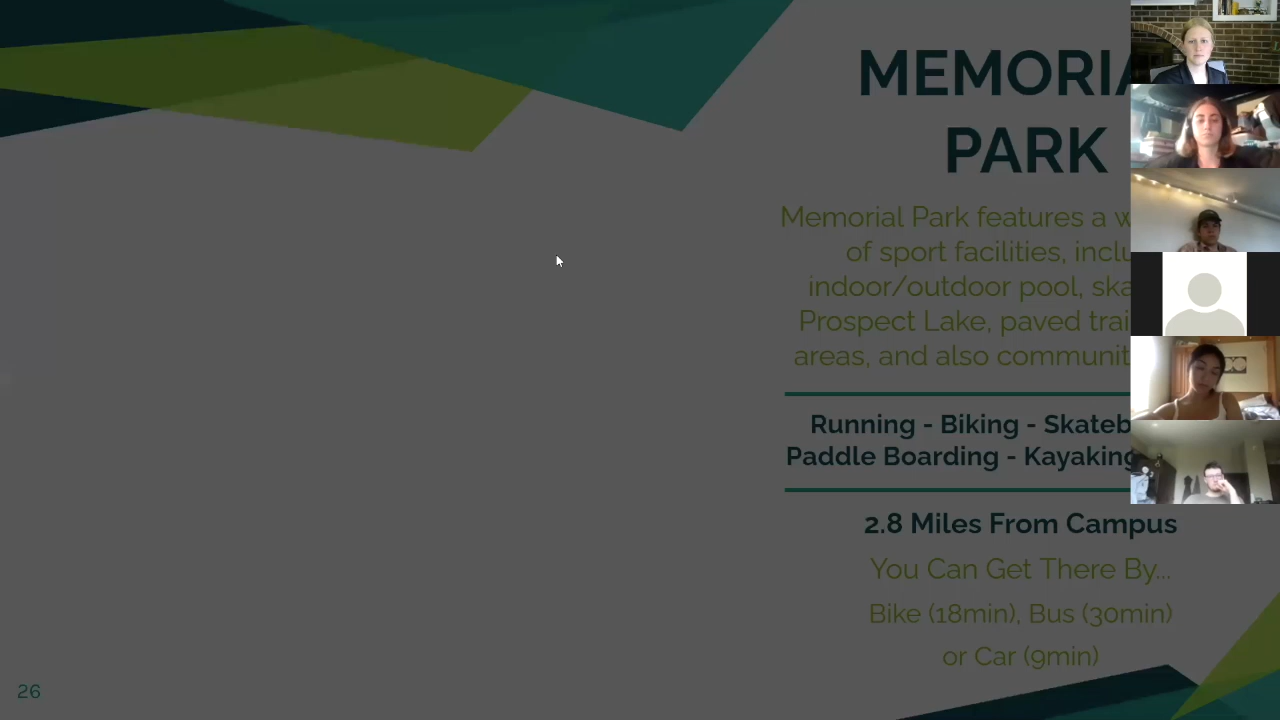 MEMORIA
PARK
Memorial Park features a w
of sport facilities, inclu
indoor/outdoor pool, ska
Prospect Lake, paved trai
areas, and also communit
Running - Biking - Skateb
Paddle Boarding - Kayaking
2.8 Miles From Campus
You Can Get There By...
Bike (18min), Bus (30min)
or Car (9min)
26